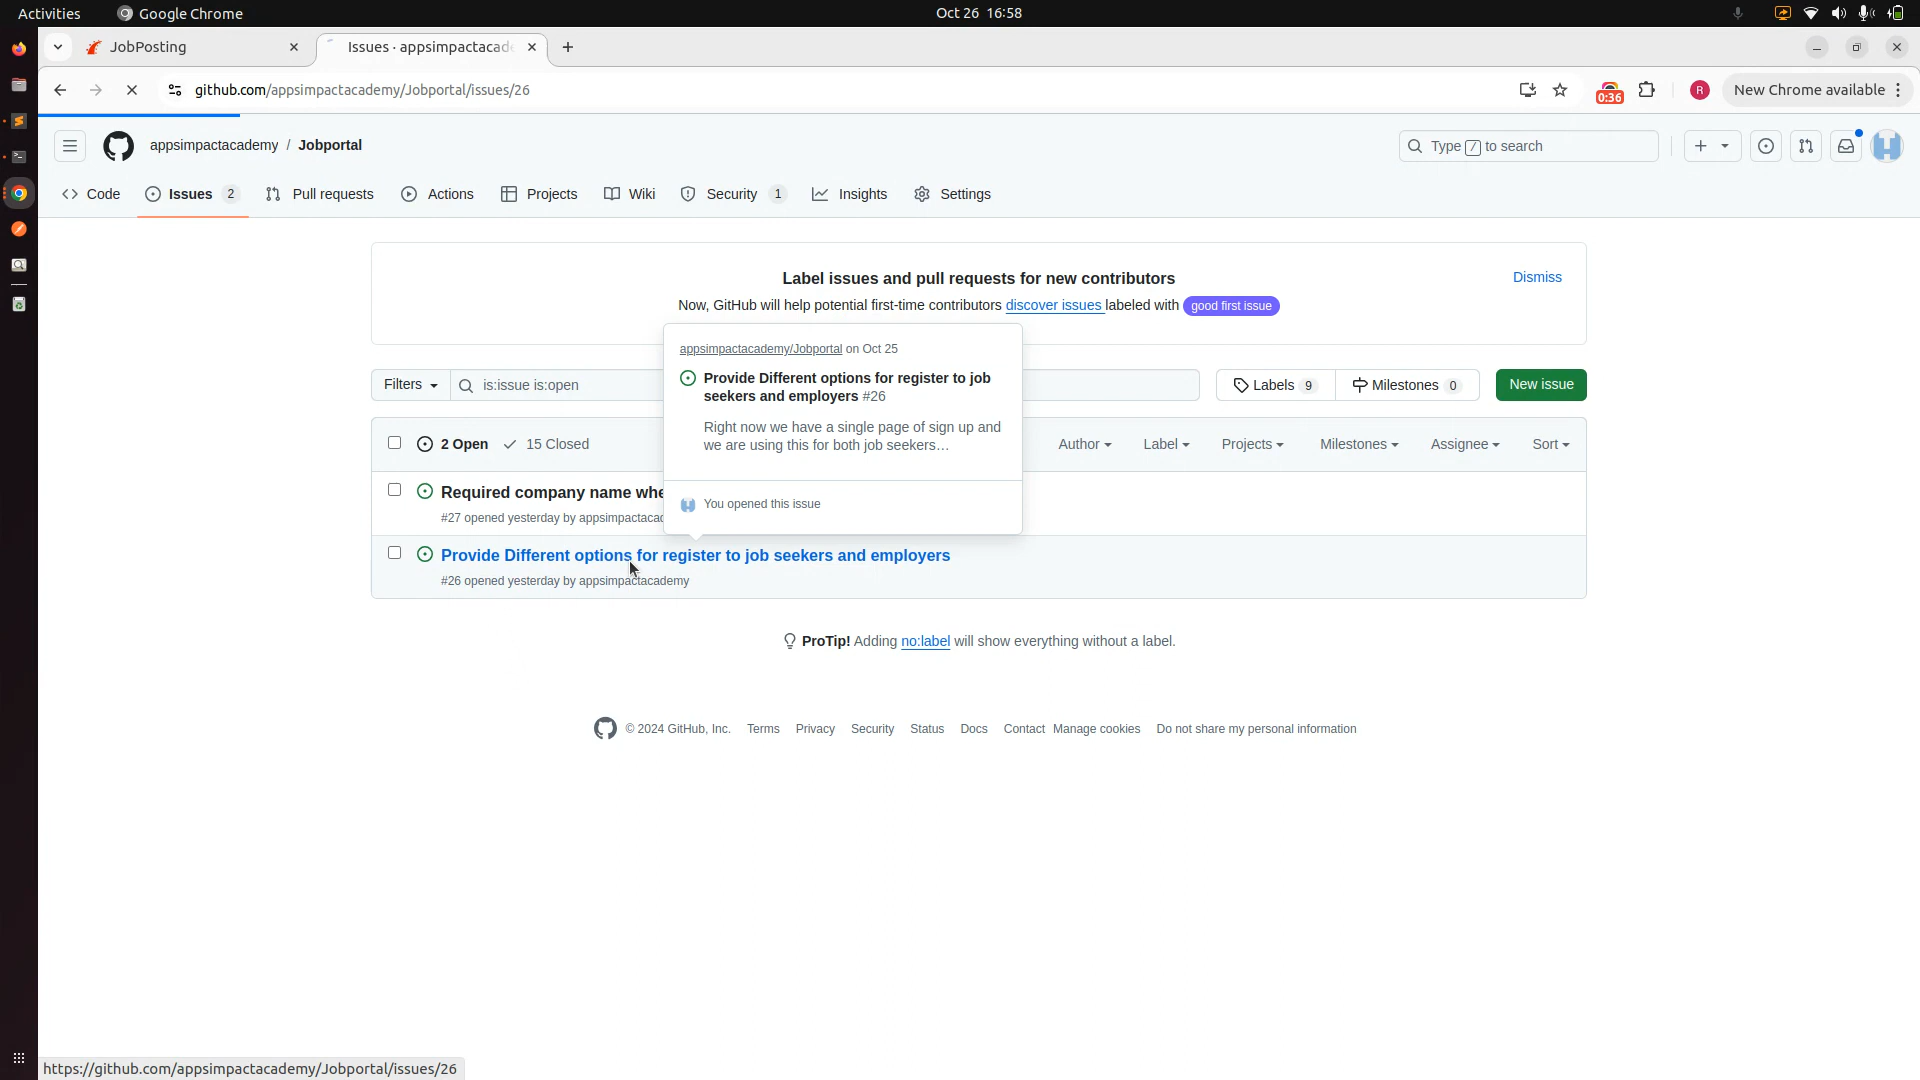 Activities
Google Chrome
Oct 26 16:58
JobPosting
Issues · appsimpactacad
github.com/appsimpactacademy/Jobportal/issues/26
0:36
R
New Chrome available
appsimpactacademy / Jobportal
Type / to search
Code
Issues 2
Pull requests
Actions
Projects
Wiki
Security 1
Insights
Settings
Label issues and pull requests for new contributors
Dismiss
Now, GitHub will help potential first-time contributors discover issues labeled with good first issue
appsimpactacademy/Jobportal on Oct 25
Provide Different options for register to job
seekers and employers #26
Right now we have a single page of sign up and
we are using this for both job seekers…
You opened this issue
Filters
is:issue is:open
Labels 9
Milestones 0
New issue
2 Open
15 Closed
Author
Label
Projects
Milestones
Assignee
Sort
Required company name whe
#27 opened yesterday by appsimpactacad
Provide Different options for register to job seekers and employers
#26 opened yesterday by appsimpactacademy
ProTip! Adding no:label will show everything without a label.
© 2024 GitHub, Inc.
Terms
Privacy
Security
Status
Docs
Contact
Manage cookies
Do not share my personal information
https://github.com/appsimpactacademy/Jobportal/issues/26